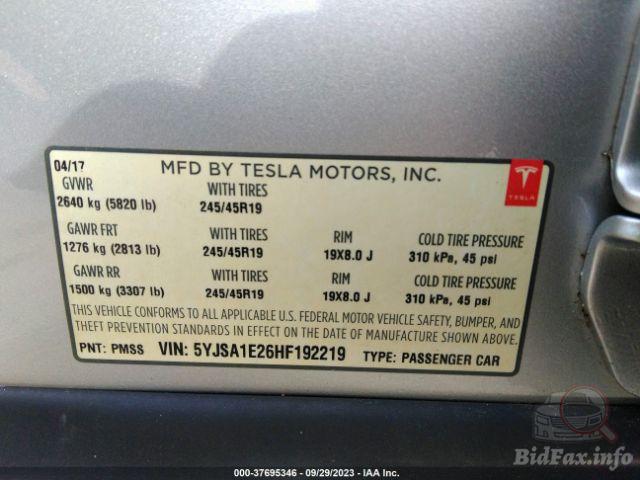 04/17 MFD BY TESLA MOTORS, INC.
TESLA
GVWR WITH TIRES
2640 kg (5820 lb) 245/45R19
GAWR FRT WITH TIRES RIM COLD TIRE PRESSURE
1276 kg (2813 lb) 245/45R19 19X8.0 J 310 kPa, 45 psi
GAWR RR WITH TIRES RIM COLD TIRE PRESSURE
1500 kg (3307 lb) 245/45R19 19X8.0 J 310 kPa, 45 psi
THIS VEHICLE CONFORMS TO ALL APPLICABLE U.S. FEDERAL MOTOR VEHICLE SAFETY, BUMPER, AND
THEFT PREVENTION STANDARDS IN EFFECT ON THE DATE OF MANUFACTURE SHOWN ABOVE.
PNT: PMSS VIN: 5YJSA1E26HF192219 TYPE: PASSENGER CAR
BidFax.info
000-37695346 - 09/29/2023 - IAA Inc.